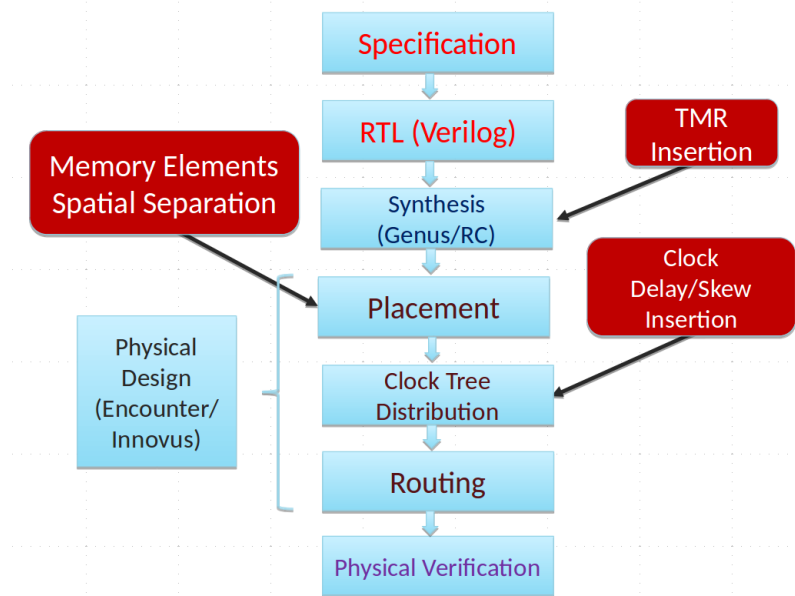 Specification
RTL (Verilog)
TMR
Insertion
Memory Elements
Spatial Separation
Synthesis
(Genus/RC)
Clock
Delay/Skew
Insertion
Placement
Physical
Design
(Encounter/
Innovus)
Clock Tree
Distribution
Routing
Physical Verification